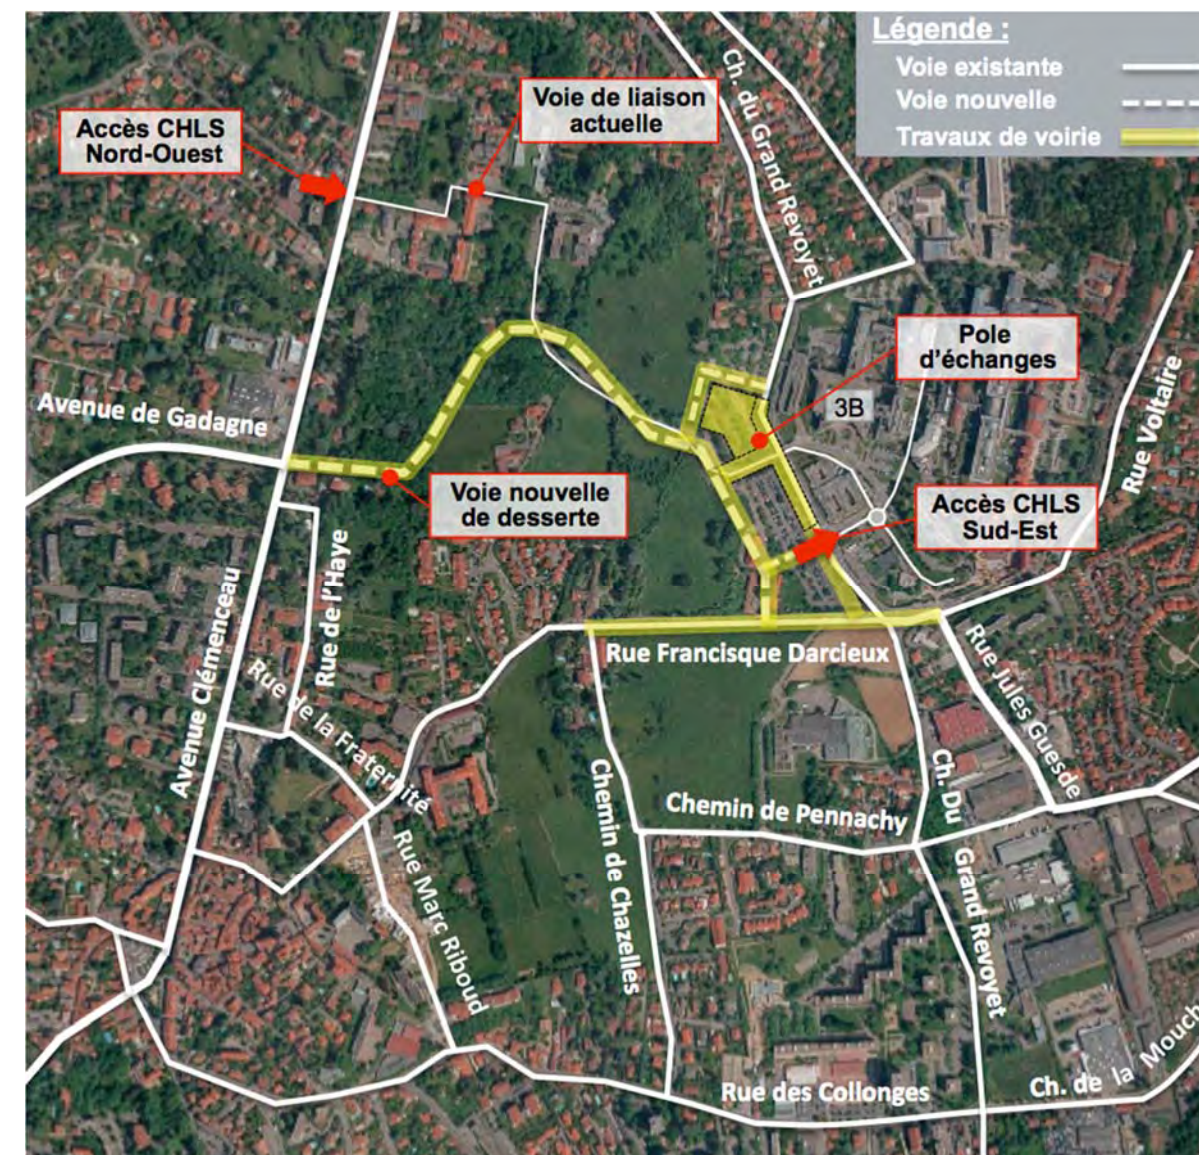 Légende :
Voie existante
Voie nouvelle
Travaux de voirie
Ch. du Grand Revoyet
Voie de liaison
actuelle
Accès CHLS
Nord-Ouest
Pole
d'échanges
3B
Rue Voltaire
Avenue de Gadagne
Voie nouvelle
de desserte
Accès CHLS
Sud-Est
Rue de l'Haye
Avenue Clémenceau
Rue de la Fraternité
Rue Francisque Darcieux
Rue Jules Guesde
Chemin de Chazelles
Chemin de Pennachy
Ch. Du
Grand Revoyet
Rue Marc Riboud
Rue des Collonges
Ch. de la Mouch